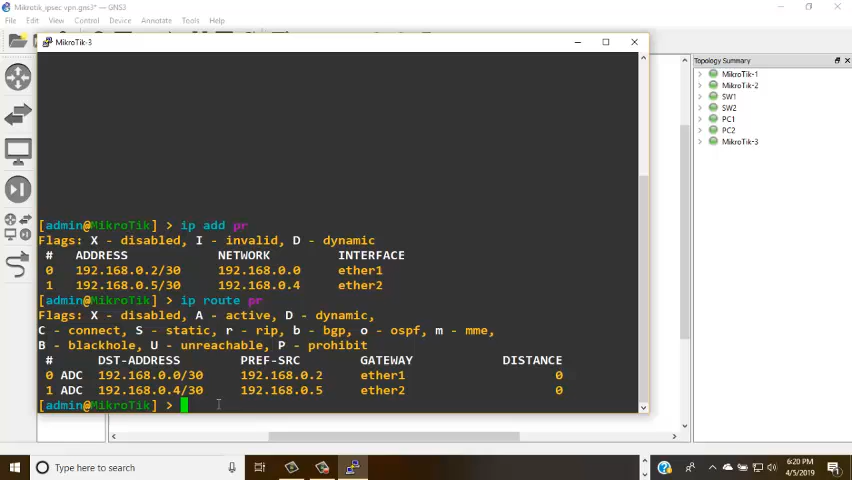 Mikrotik_ipsec vpn.gns3* — GNS3
File Edit View Control Device Annotate Tools Help
MikroTik-3
[admin@MikroTik] > ip add pr
Flags: X - disabled, I - invalid, D - dynamic
# ADDRESS NETWORK INTERFACE
0 192.168.0.2/30 192.168.0.0 ether1
1 192.168.0.5/30 192.168.0.4 ether2
[admin@MikroTik] > ip route pr
Flags: X - disabled, A - active, D - dynamic,
C - connect, S - static, r - rip, b - bgp, o - ospf, m - mme,
B - blackhole, U - unreachable, P - prohibit
# DST-ADDRESS PREF-SRC GATEWAY DISTANCE
0 ADC 192.168.0.0/30 192.168.0.2 ether1 0
1 ADC 192.168.0.4/30 192.168.0.5 ether2 0
[admin@MikroTik] >
Topology Summary
MikroTik-1
MikroTik-2
SW1
SW2
PC1
PC2
MikroTik-3
Type here to search
6:20 PM
4/5/2019